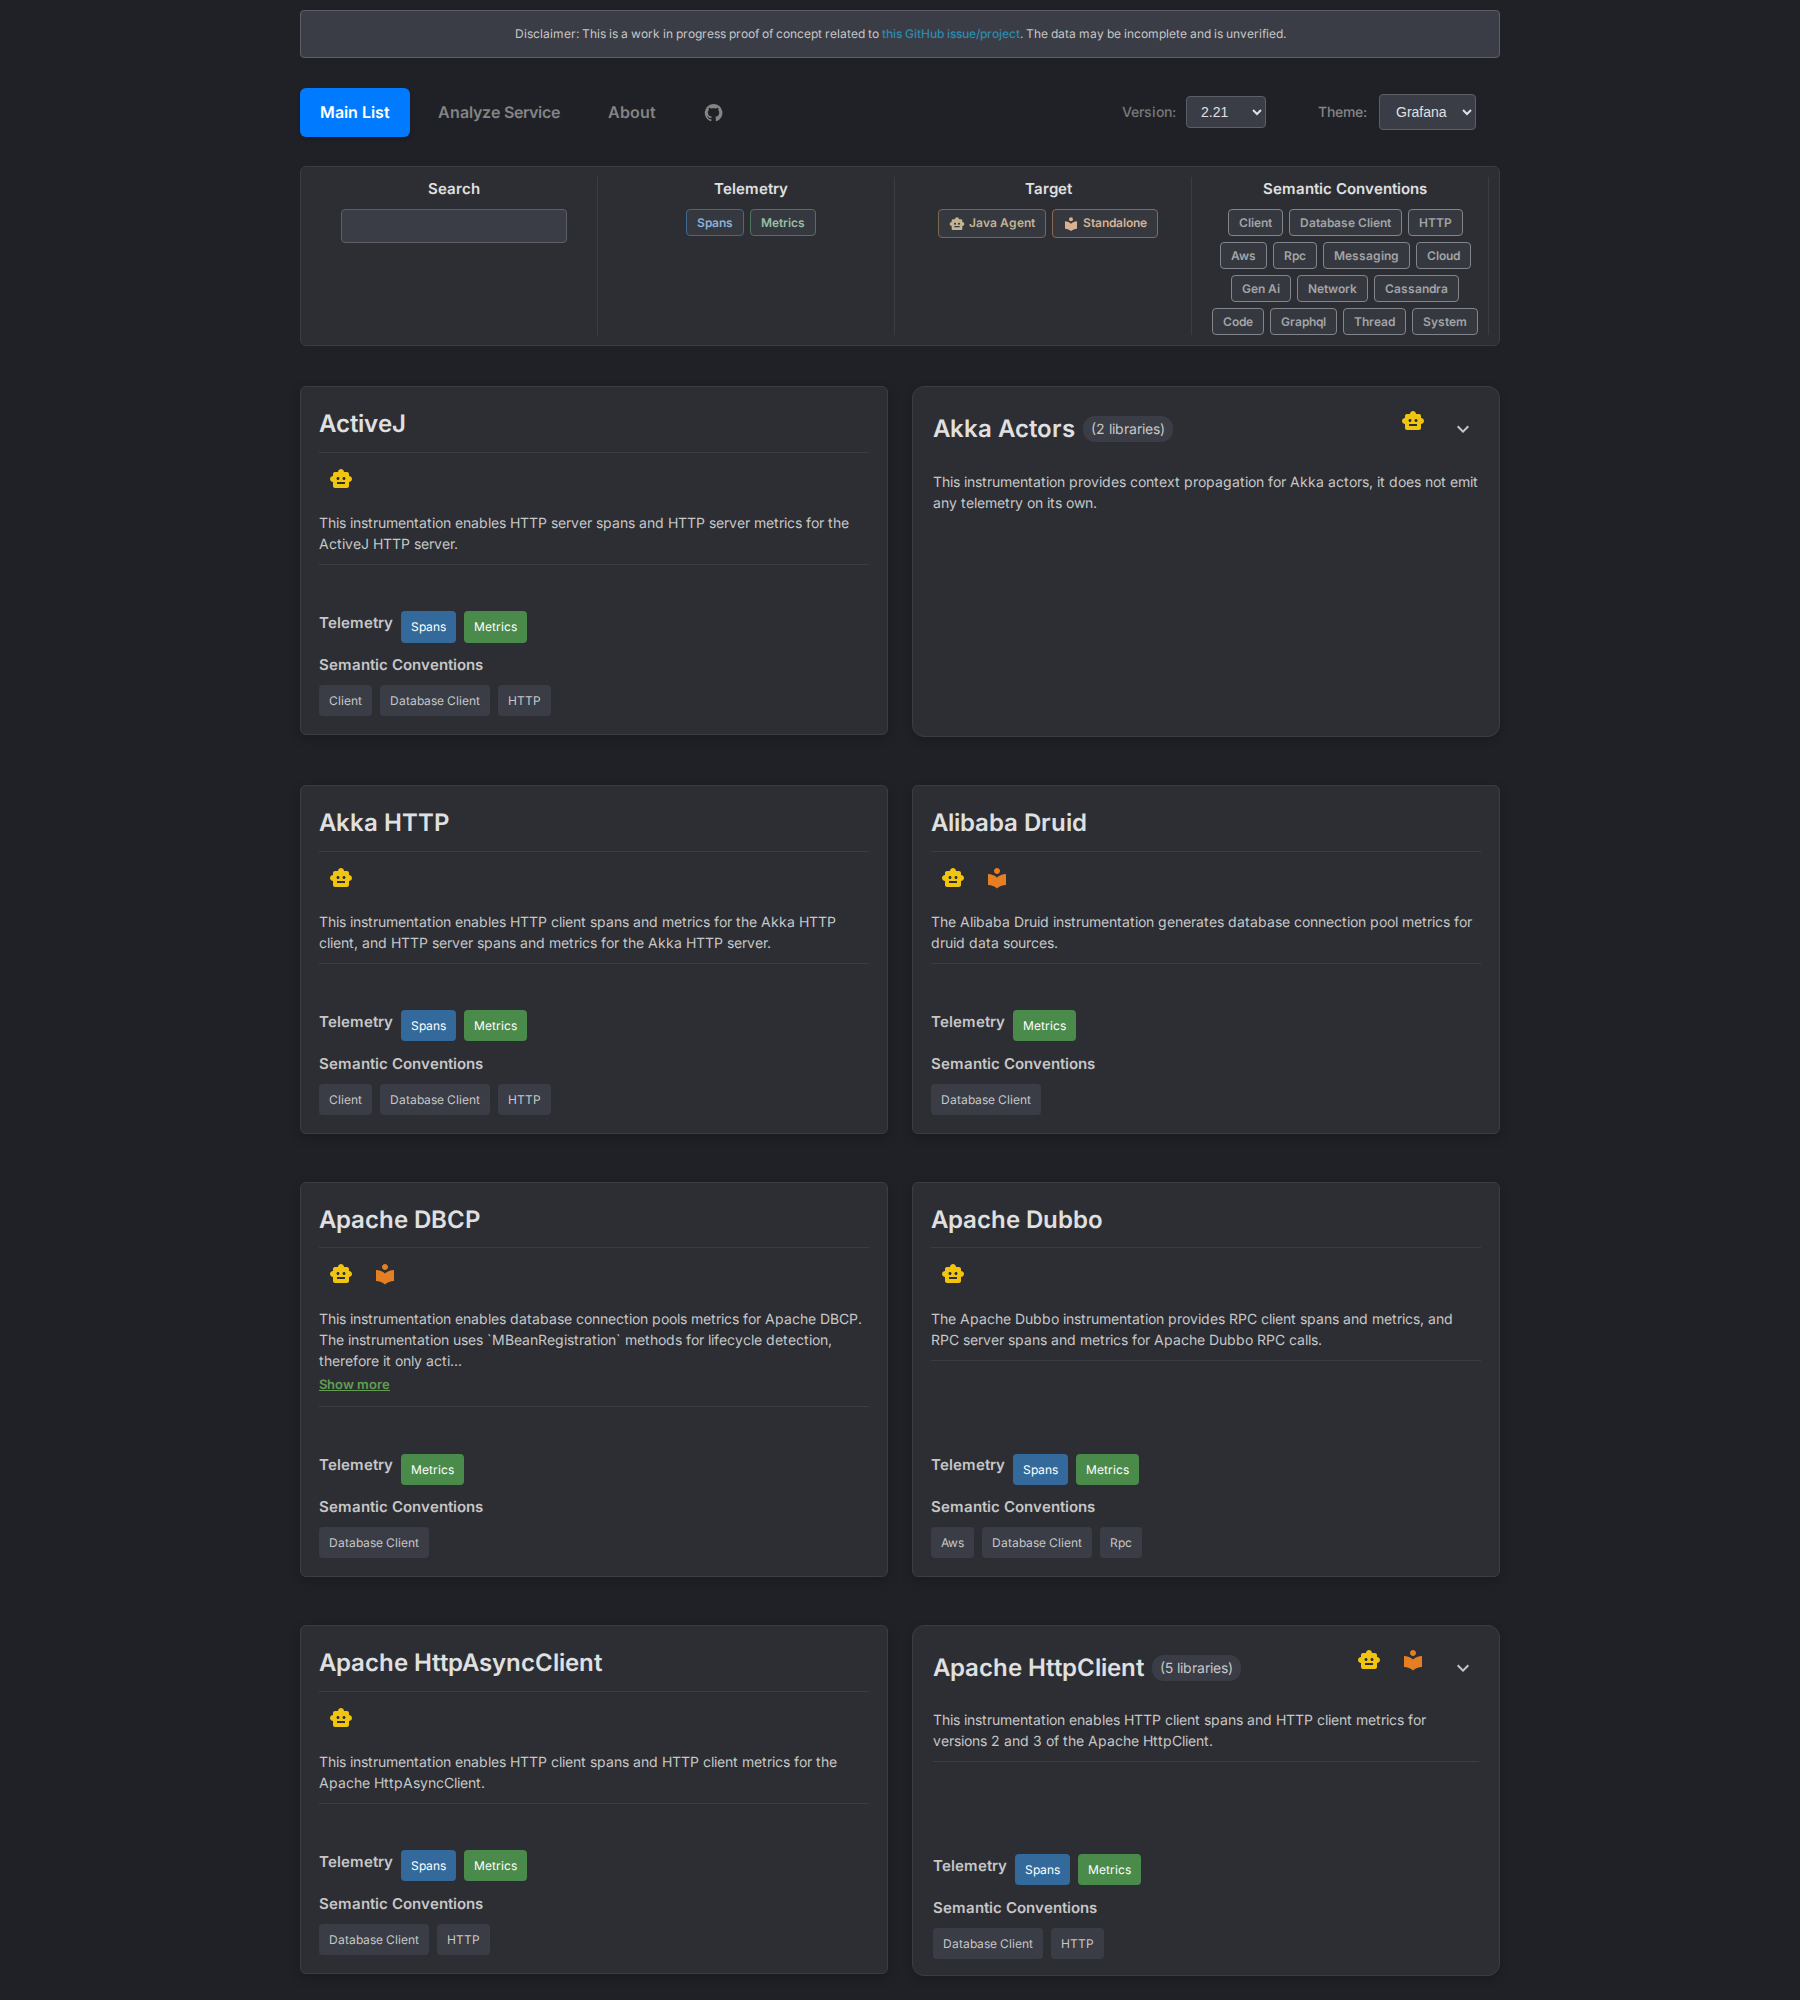 Disclaimer: This is a work in progress proof of concept related to this GitHub issue/project. The data may be incomplete and is unverified.
Main List
Analyze Service
About
Version:
2.21
Theme:
Grafana
Search
Telemetry
Spans
Metrics
Target
Java Agent
Standalone
Semantic Conventions
Client
Database Client
HTTP
Aws
Rpc
Messaging
Cloud
Gen Ai
Network
Cassandra
Code
Graphql
Thread
System
ActiveJ
This instrumentation enables HTTP server spans and HTTP server metrics for the
ActiveJ HTTP server.
Telemetry
Spans
Metrics
Semantic Conventions
Client
Database Client
HTTP
Akka Actors
(2 libraries)
This instrumentation provides context propagation for Akka actors, it does not emit
any telemetry on its own.
Akka HTTP
This instrumentation enables HTTP client spans and metrics for the Akka HTTP
client, and HTTP server spans and metrics for the Akka HTTP server.
Telemetry
Spans
Metrics
Semantic Conventions
Client
Database Client
HTTP
Alibaba Druid
The Alibaba Druid instrumentation generates database connection pool metrics for
druid data sources.
Telemetry
Metrics
Semantic Conventions
Database Client
Apache DBCP
This instrumentation enables database connection pools metrics for Apache DBCP.
The instrumentation uses `MBeanRegistration` methods for lifecycle detection,
therefore it only acti...
Show more
Telemetry
Metrics
Semantic Conventions
Database Client
Apache Dubbo
The Apache Dubbo instrumentation provides RPC client spans and metrics, and
RPC server spans and metrics for Apache Dubbo RPC calls.
Telemetry
Spans
Metrics
Semantic Conventions
Aws
Database Client
Rpc
Apache HttpAsyncClient
This instrumentation enables HTTP client spans and HTTP client metrics for the
Apache HttpAsyncClient.
Telemetry
Spans
Metrics
Semantic Conventions
Database Client
HTTP
Apache HttpClient
(5 libraries)
This instrumentation enables HTTP client spans and HTTP client metrics for
versions 2 and 3 of the Apache HttpClient.
Telemetry
Spans
Metrics
Semantic Conventions
Database Client
HTTP